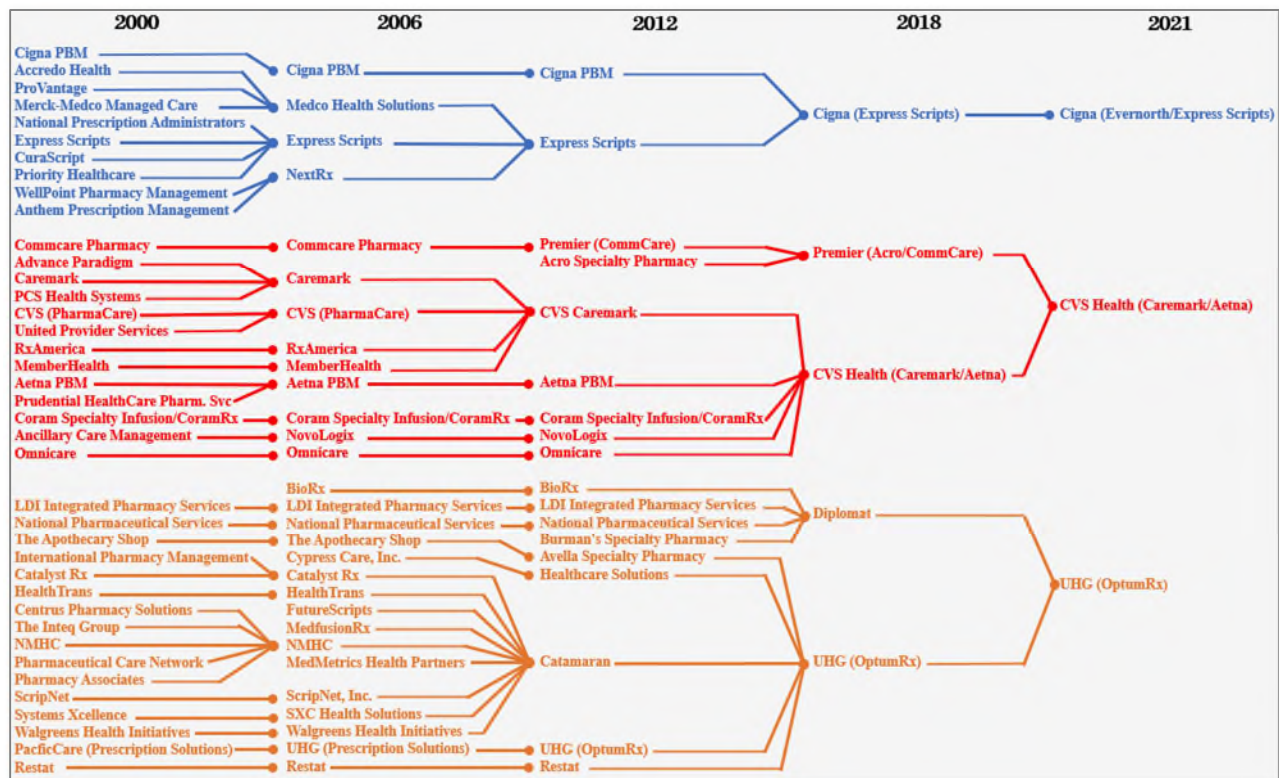 2000
2006
2012
2018
2021
Cigna PBM
Accredo Health
ProVantage
Merck-Medco Managed Care
National Prescription Administrators
Express Scripts
CuraScript
Priority Healthcare
WellPoint Pharmacy Management
Anthem Prescription Management
Cigna PBM
Medco Health Solutions
Express Scripts
NextRx
Cigna PBM
Express Scripts
Cigna (Express Scripts)
Cigna (Evernorth/Express Scripts)
Commcare Pharmacy
Advance Paradigm
Caremark
PCS Health Systems
CVS (PharmaCare)
United Provider Services
RxAmerica
MemberHealth
Aetna PBM
Prudential HealthCare Pharm. Svc
Coram Specialty Infusion/CoramRx
Ancillary Care Management
Omnicare
Commcare Pharmacy
Caremark
CVS (PharmaCare)
RxAmerica
MemberHealth
Aetna PBM
Coram Specialty Infusion/CoramRx
NovoLogix
Omnicare
Premier (CommCare)
Acro Specialty Pharmacy
CVS Caremark
Aetna PBM
Coram Specialty Infusion/CoramRx
NovoLogix
Omnicare
Premier (Acro/CommCare)
CVS Health (Caremark/Aetna)
CVS Health (Caremark/Aetna)
LDI Integrated Pharmacy Services
National Pharmaceutical Services
The Apothecary Shop
International Pharmacy Management
Catalyst Rx
HealthTrans
Centrus Pharmacy Solutions
The Inteq Group
NMHC
Pharmaceutical Care Network
Pharmacy Associates
ScripNet
Systems Xcellence
Walgreens Health Initiatives
PacficCare (Prescription Solutions)
Restat
BioRx
LDI Integrated Pharmacy Services
National Pharmaceutical Services
The Apothecary Shop
Cypress Care, Inc.
Catalyst Rx
HealthTrans
FutureScripts
MedfusionRx
NMHC
MedMetrics Health Partners
ScripNet, Inc.
SXC Health Solutions
Walgreens Health Initiatives
UHG (Prescription Solutions)
Restat
BioRx
LDI Integrated Pharmacy Services
National Pharmaceutical Services
Burman's Specialty Pharmacy
Avella Specialty Pharmacy
Healthcare Solutions
Catamaran
UHG (OptumRx)
Restat
Diplomat
UHG (OptumRx)
UHG (OptumRx)